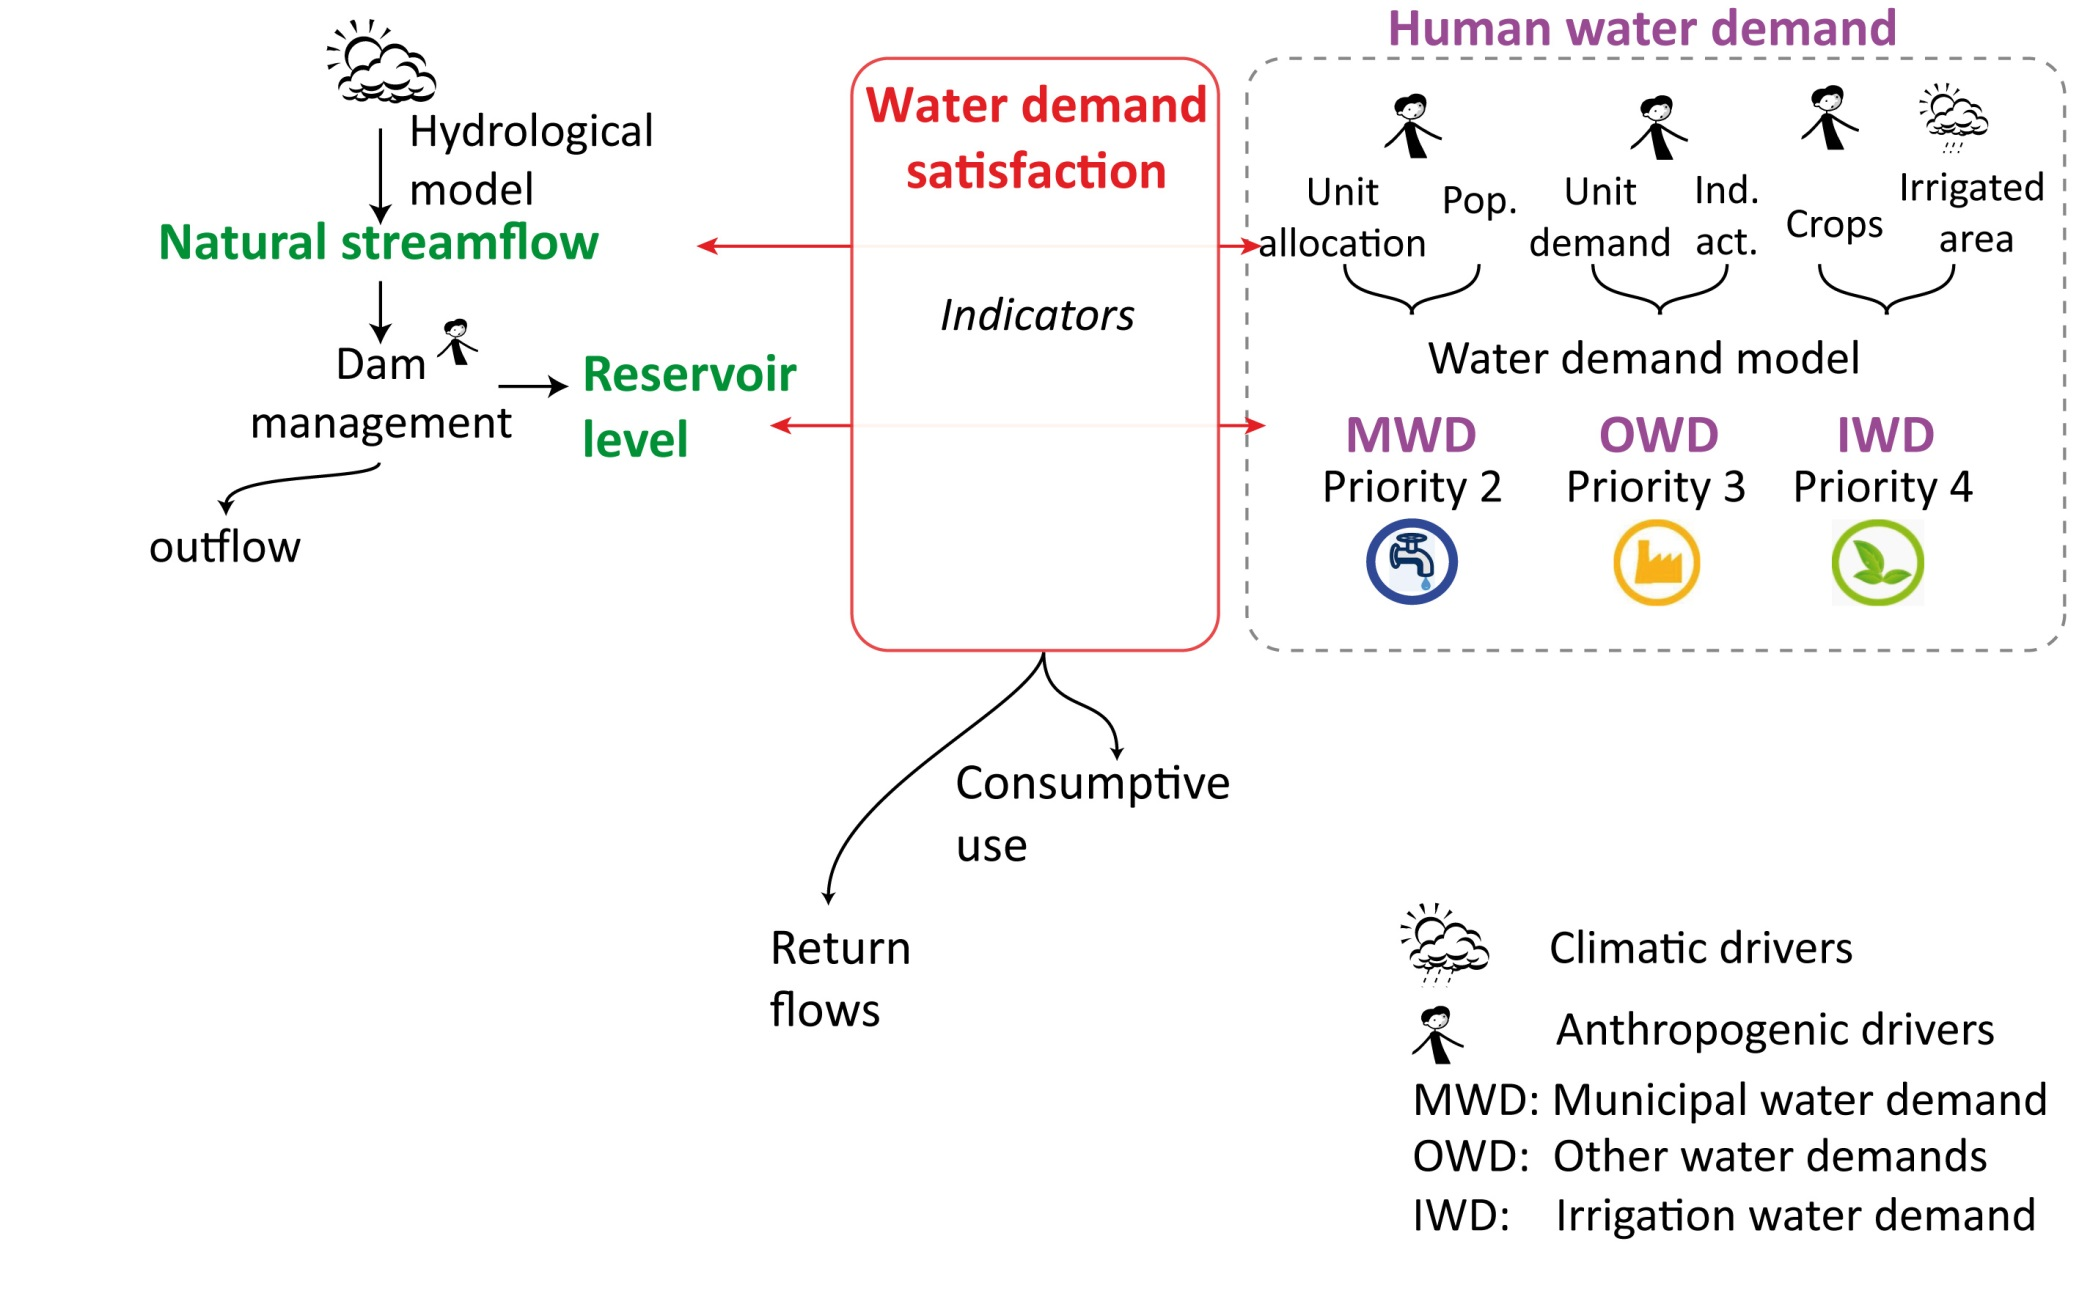 Human water demand
Hydrological
model
Natural streamflow
Dam
management
Reservoir
level
outflow
Water demand
satisfaction
Indicators
Unit
allocation
Pop.
Unit
demand
Ind.
act.
Crops
Irrigated
area
Water demand model
MWD
Priority 2
OWD
Priority 3
IWD
Priority 4
Consumptive
use
Return
flows
Climatic drivers
Anthropogenic drivers
MWD: Municipal water demand
OWD: Other water demands
IWD: Irrigation water demand